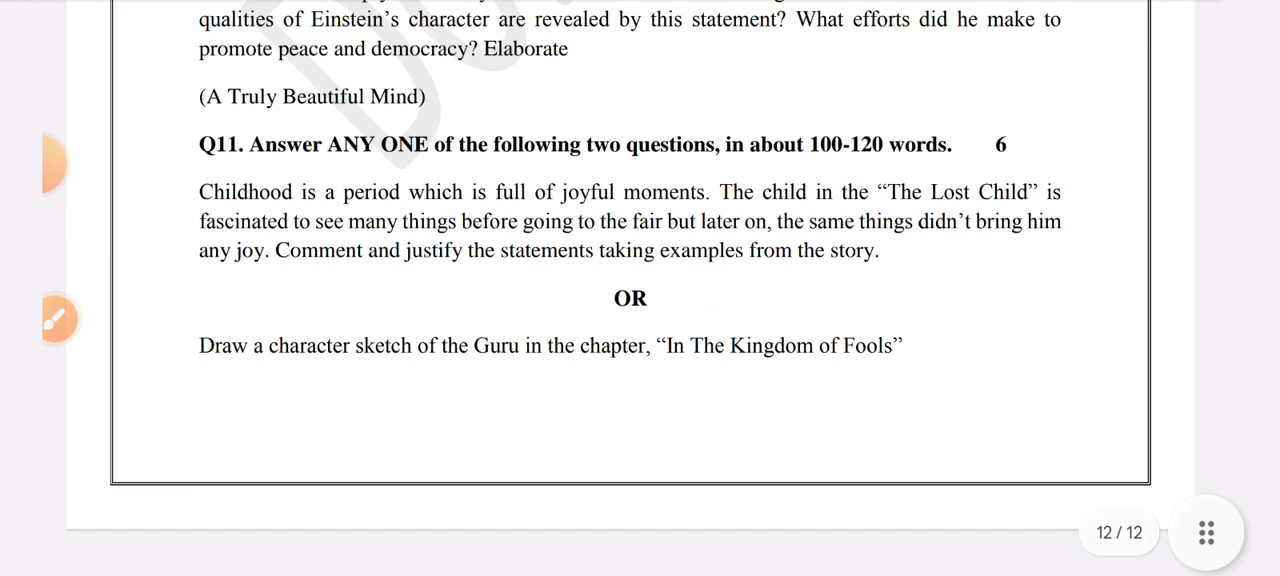 qualities of Einstein’s character are revealed by this statement? What efforts did he make to
promote peace and democracy? Elaborate
(A Truly Beautiful Mind)
Q11. Answer ANY ONE of the following two questions, in about 100-120 words. 6
Childhood is a period which is full of joyful moments. The child in the “The Lost Child” is
fascinated to see many things before going to the fair but later on, the same things didn’t bring him
any joy. Comment and justify the statements taking examples from the story.
OR
Draw a character sketch of the Guru in the chapter, “In The Kingdom of Fools”
12 / 12